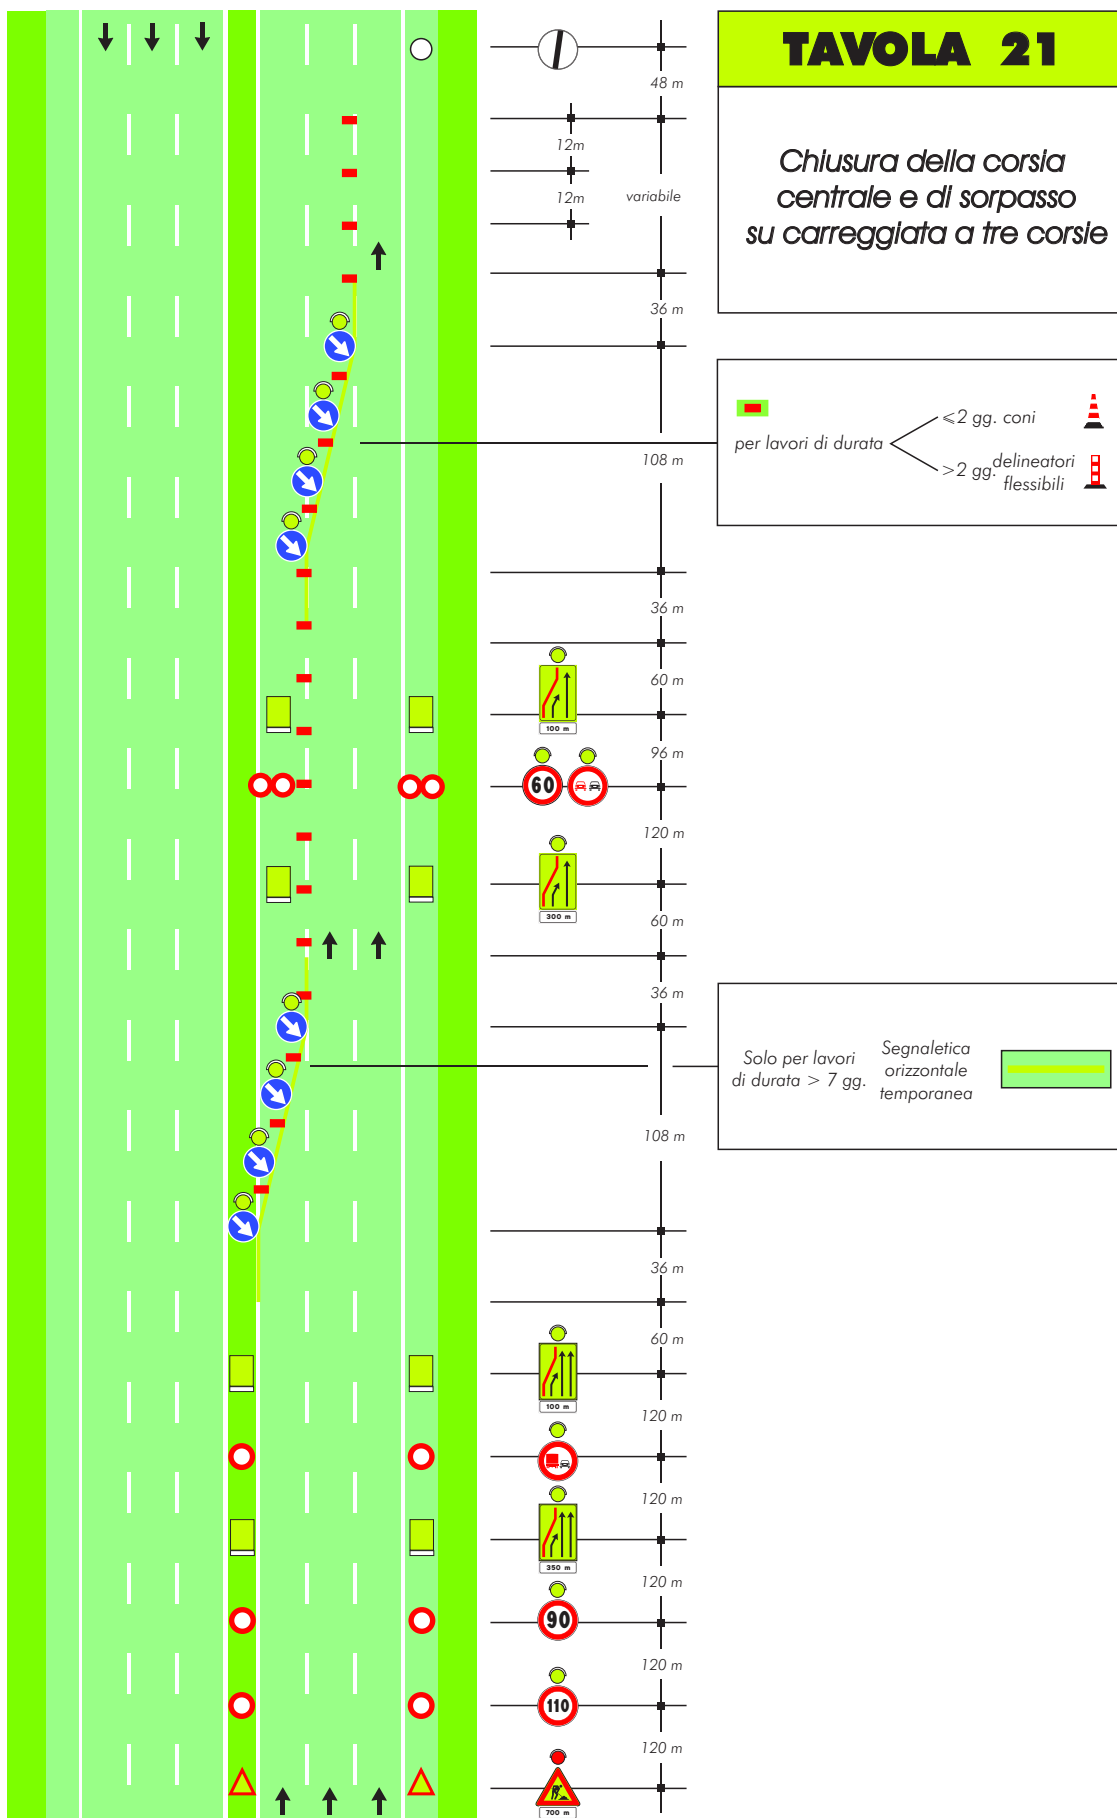 TAVOLA 21
Chiusura della corsia
centrale e di sorpasso
su carreggiata a tre corsie
48 m
12m
12m
variabile
36 m
per lavori di durata
⩽2 gg. coni
>2 gg. delineatori
flessibili
108 m
36 m
60 m
100 m
96 m
60
120 m
300 m
60 m
36 m
Solo per lavori
di durata > 7 gg.
Segnaletica
orizzontale
temporanea
108 m
36 m
60 m
100 m
120 m
120 m
350 m
120 m
90
120 m
110
120 m
700 m